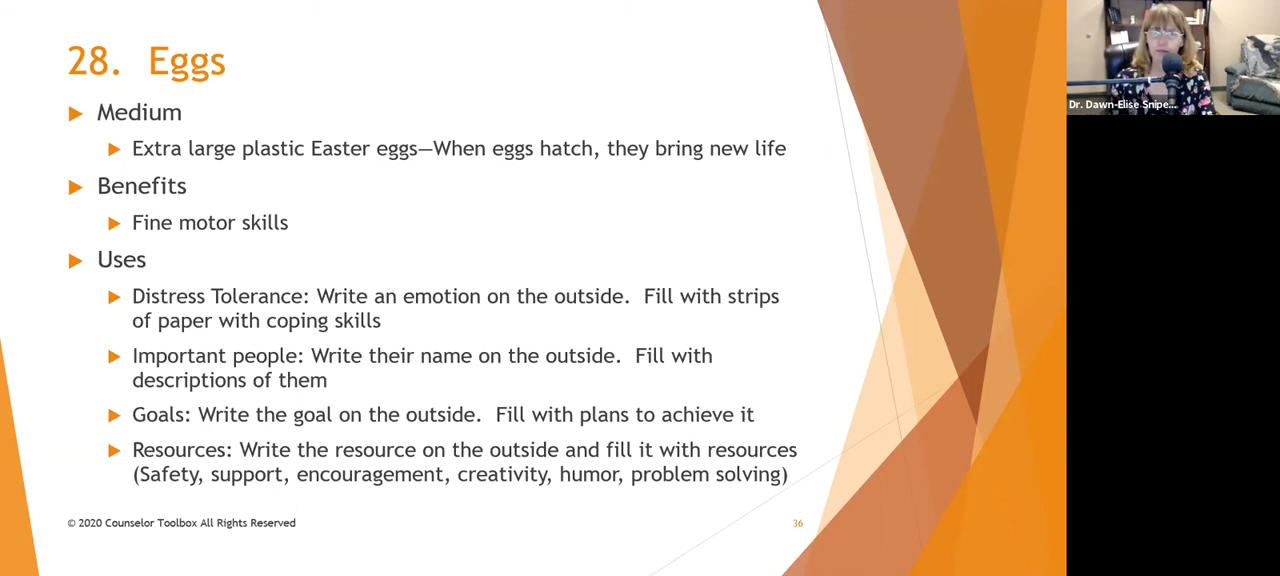 28. Eggs
Medium
Extra large plastic Easter eggs—When eggs hatch, they bring new life
Benefits
Fine motor skills
Uses
Distress Tolerance: Write an emotion on the outside. Fill with strips
of paper with coping skills
Important people: Write their name on the outside. Fill with
descriptions of them
Goals: Write the goal on the outside. Fill with plans to achieve it
Resources: Write the resource on the outside and fill it with resources
(Safety, support, encouragement, creativity, humor, problem solving)
© 2020 Counselor Toolbox All Rights Reserved
36
Dr. Dawn-Elise Snipe...